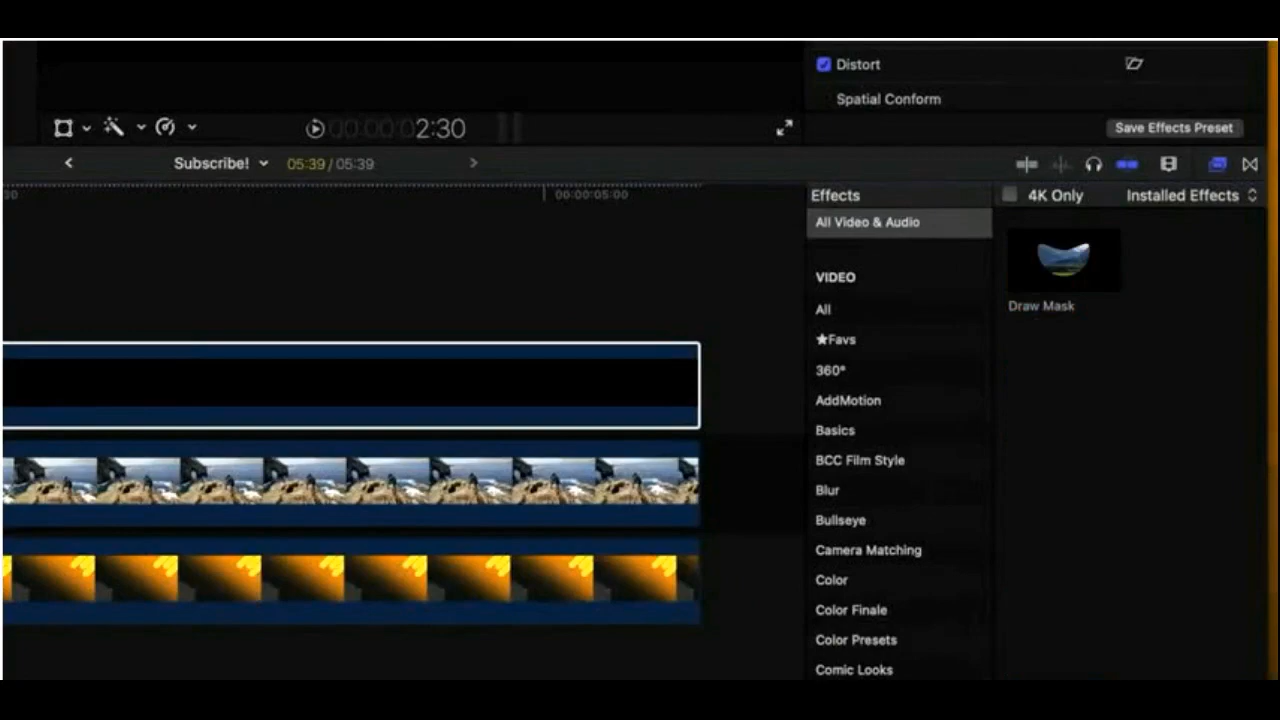 Distort
Spatial Conform
Save Effects Preset
00:00:02:30
Subscribe!
05:39 / 05:39
30
00:00:05:00
Effects
4K Only
Installed Effects
All Video & Audio
VIDEO
Draw Mask
All
★Favs
360°
AddMotion
Basics
BCC Film Style
Blur
Bullseye
Camera Matching
Color
Color Finale
Color Presets
Comic Looks